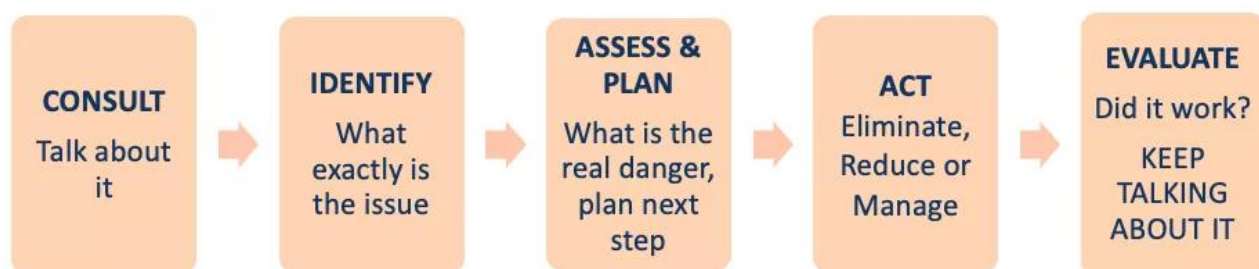 CONSULT
Talk about
it
IDENTIFY
What
exactly is
the issue
ASSESS &
PLAN
What is the
real danger,
plan next
step
ACT
Eliminate,
Reduce or
Manage
EVALUATE
Did it work?
KEEP
TALKING
ABOUT IT